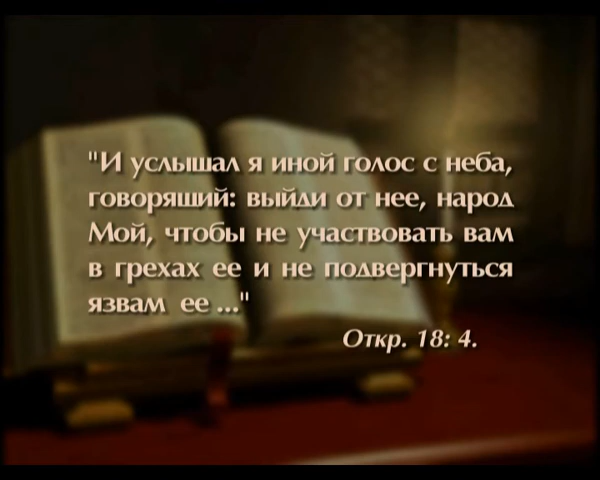 "И услышал я иной голос с неба,
говорящий: выйди от нее, народ
Мой, чтобы не участвовать вам
в грехах ее и не подвергнуться
язвам ее ..."
Откр. 18: 4.